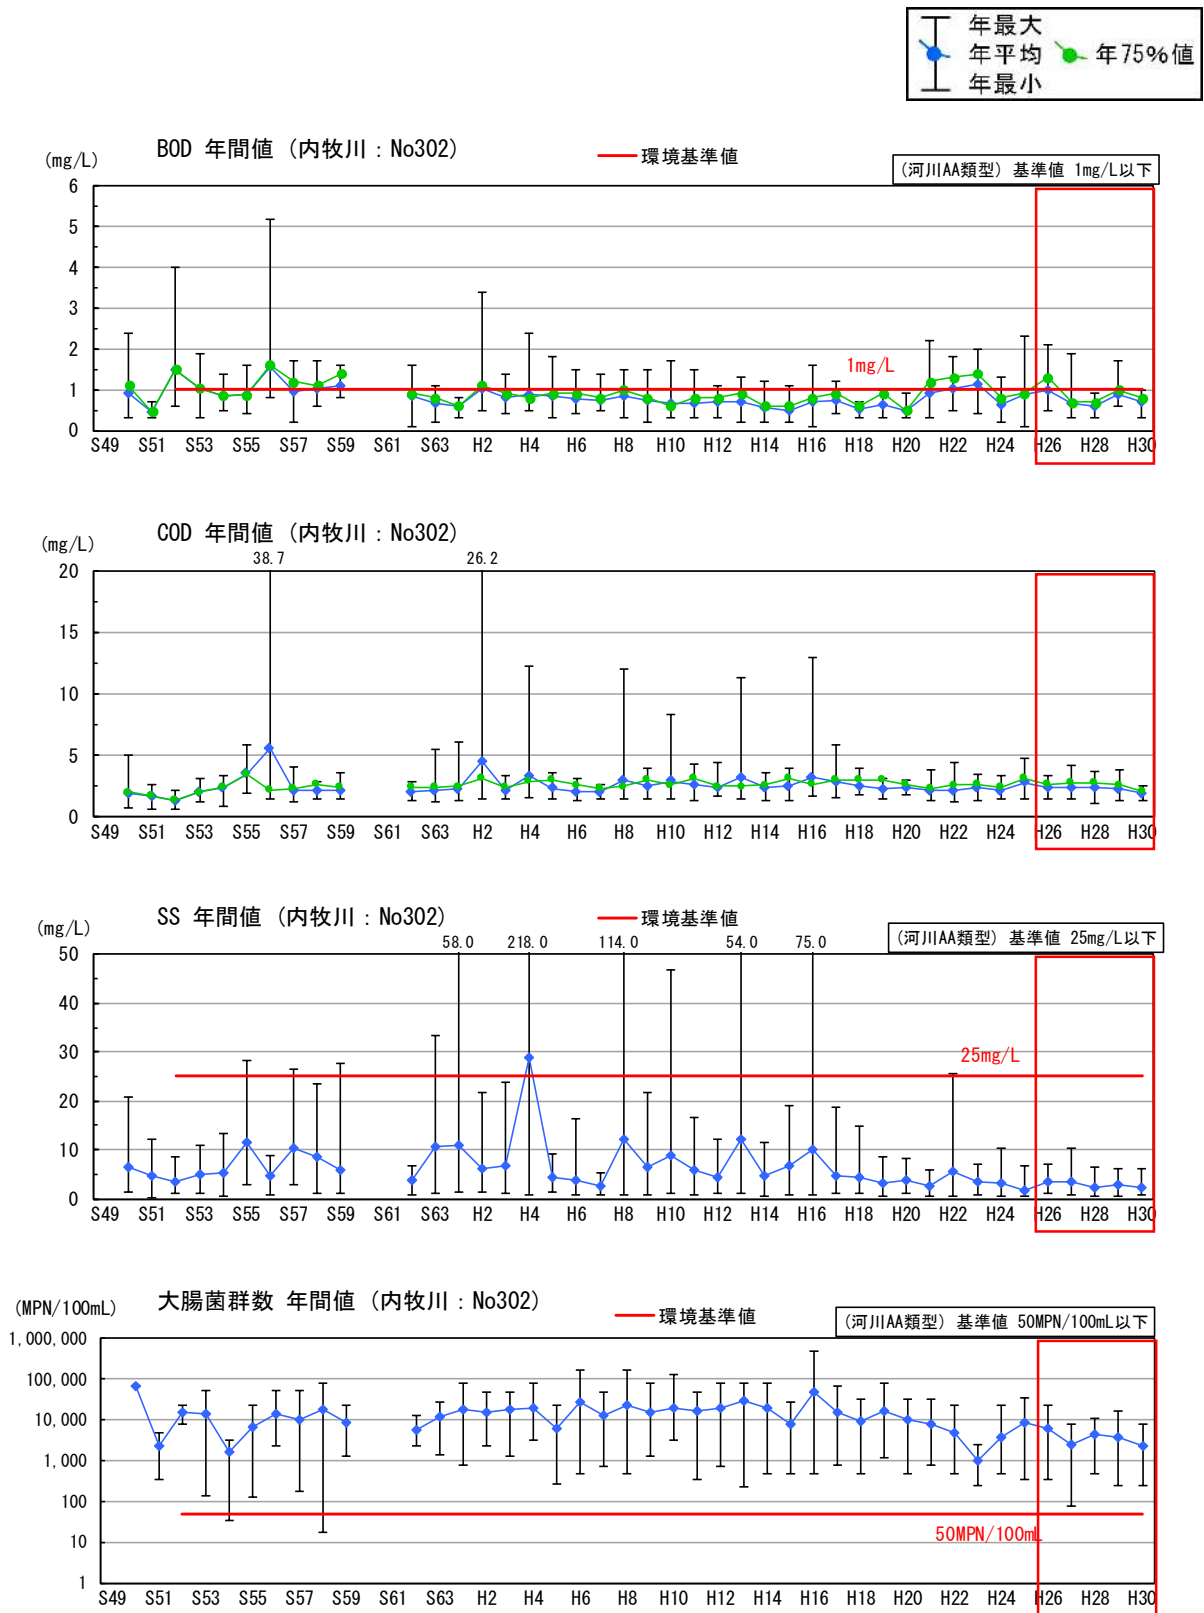 年最大
年平均 年75%値
年最小
BOD 年間値 (内牧川：No302)
(mg/L)
環境基準値
(河川AA類型) 基準値 1mg/L以下
6
5
4
3
2
1
0
1mg/L
S49 S51 S53 S55 S57 S59 S61 S63 H2 H4 H6 H8 H10 H12 H14 H16 H18 H20 H22 H24 H26 H28 H30
COD 年間値 (内牧川：No302)
(mg/L)
38.7 26.2
20
15
10
5
0
S49 S51 S53 S55 S57 S59 S61 S63 H2 H4 H6 H8 H10 H12 H14 H16 H18 H20 H22 H24 H26 H28 H30
SS 年間値 (内牧川：No302)
(mg/L)
環境基準値
(河川AA類型) 基準値 25mg/L以下
58.0 218.0 114.0 54.0 75.0
50
40
30
20
10
0
25mg/L
S49 S51 S53 S55 S57 S59 S61 S63 H2 H4 H6 H8 H10 H12 H14 H16 H18 H20 H22 H24 H26 H28 H30
大腸菌群数 年間値 (内牧川：No302)
(MPN/100mL)
環境基準値
(河川AA類型) 基準値 50MPN/100mL以下
1,000,000
100,000
10,000
1,000
100
10
1
50MPN/100mL
S49 S51 S53 S55 S57 S59 S61 S63 H2 H4 H6 H8 H10 H12 H14 H16 H18 H20 H22 H24 H26 H28 H30